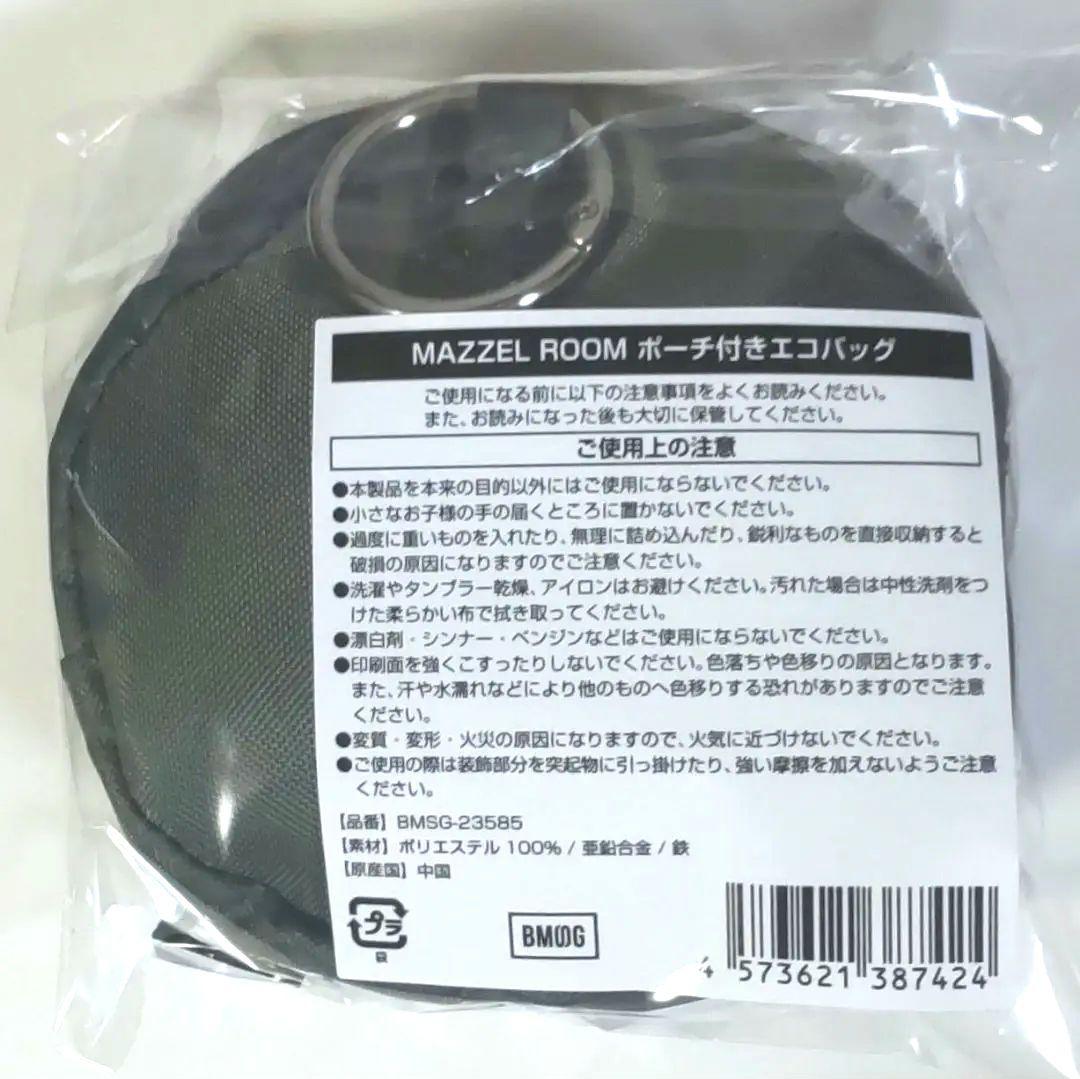 MAZZEL ROOM ポーチ付きエコバッグ
ご使用になる前に以下の注意事項をよくお読みください。
また、お読みになった後も大切に保管してください。
ご使用上の注意
●本製品を本来の目的以外にはご使用にならないでください。
●小さなお子様の手の届くところに置かないでください。
●過度に重いものを入れたり、無理に詰め込んだり、鋭利なものを直接収納すると
破損の原因になりますのでご注意ください。
●洗濯やタンブラー乾燥、アイロンはお避けください。汚れた場合は中性洗剤をつ
けた柔らかい布で拭き取ってください。
●漂白剤・シンナー・ベンジンなどはご使用にならないでください。
●印刷面を強くこすったりしないでください。色落ちや色移りの原因となります。
また、汗や水濡れなどにより他のものへ色移りする恐れがありますのでご注意
ください。
●変質・変形・火災の原因になりますので、火気に近づけないでください。
●ご使用の際は装飾部分を突起物に引っ掛けたり、強い摩擦を加えないようご注意
ください。
【品番】BMSG-23585
【素材】ポリエステル 100% / 亜鉛合金 / 鉄
【原産国】中国
プラ
袋
BMSG
4 573621 387424